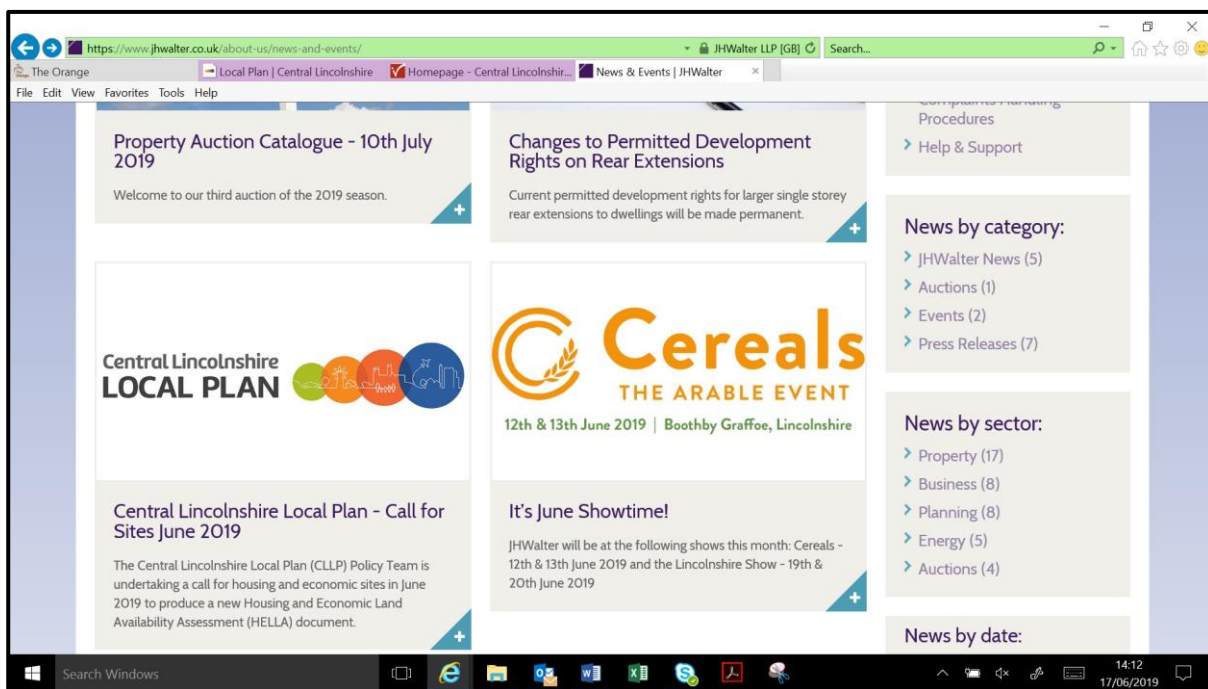 https://www.jhwalter.co.uk/about-us/news-and-events/
JHWalter LLP [GB]
Search...
The Orange
Local Plan | Central Lincolnshire
Homepage - Central Lincolnshir...
News & Events | JHWalter
File Edit View Favorites Tools Help
Property Auction Catalogue - 10th July
2019
Welcome to our third auction of the 2019 season.
Changes to Permitted Development
Rights on Rear Extensions
Current permitted development rights for larger single storey
rear extensions to dwellings will be made permanent.
Central Lincolnshire
LOCAL PLAN
Cereals
THE ARABLE EVENT
12th & 13th June 2019 | Boothby Graffoe, Lincolnshire
Central Lincolnshire Local Plan - Call for
Sites June 2019
The Central Lincolnshire Local Plan (CLLP) Policy Team is
undertaking a call for housing and economic sites in June
2019 to produce a new Housing and Economic Land
Availability Assessment (HELLA) document.
It's June Showtime!
JHWalter will be at the following shows this month: Cereals -
12th & 13th June 2019 and the Lincolnshire Show - 19th &
20th June 2019
Complaints Handling
Procedures
Help & Support
News by category:
JHWalter News (5)
Auctions (1)
Events (2)
Press Releases (7)
News by sector:
Property (17)
Business (8)
Planning (8)
Energy (5)
Auctions (4)
News by date:
Search Windows
14:12
17/06/2019